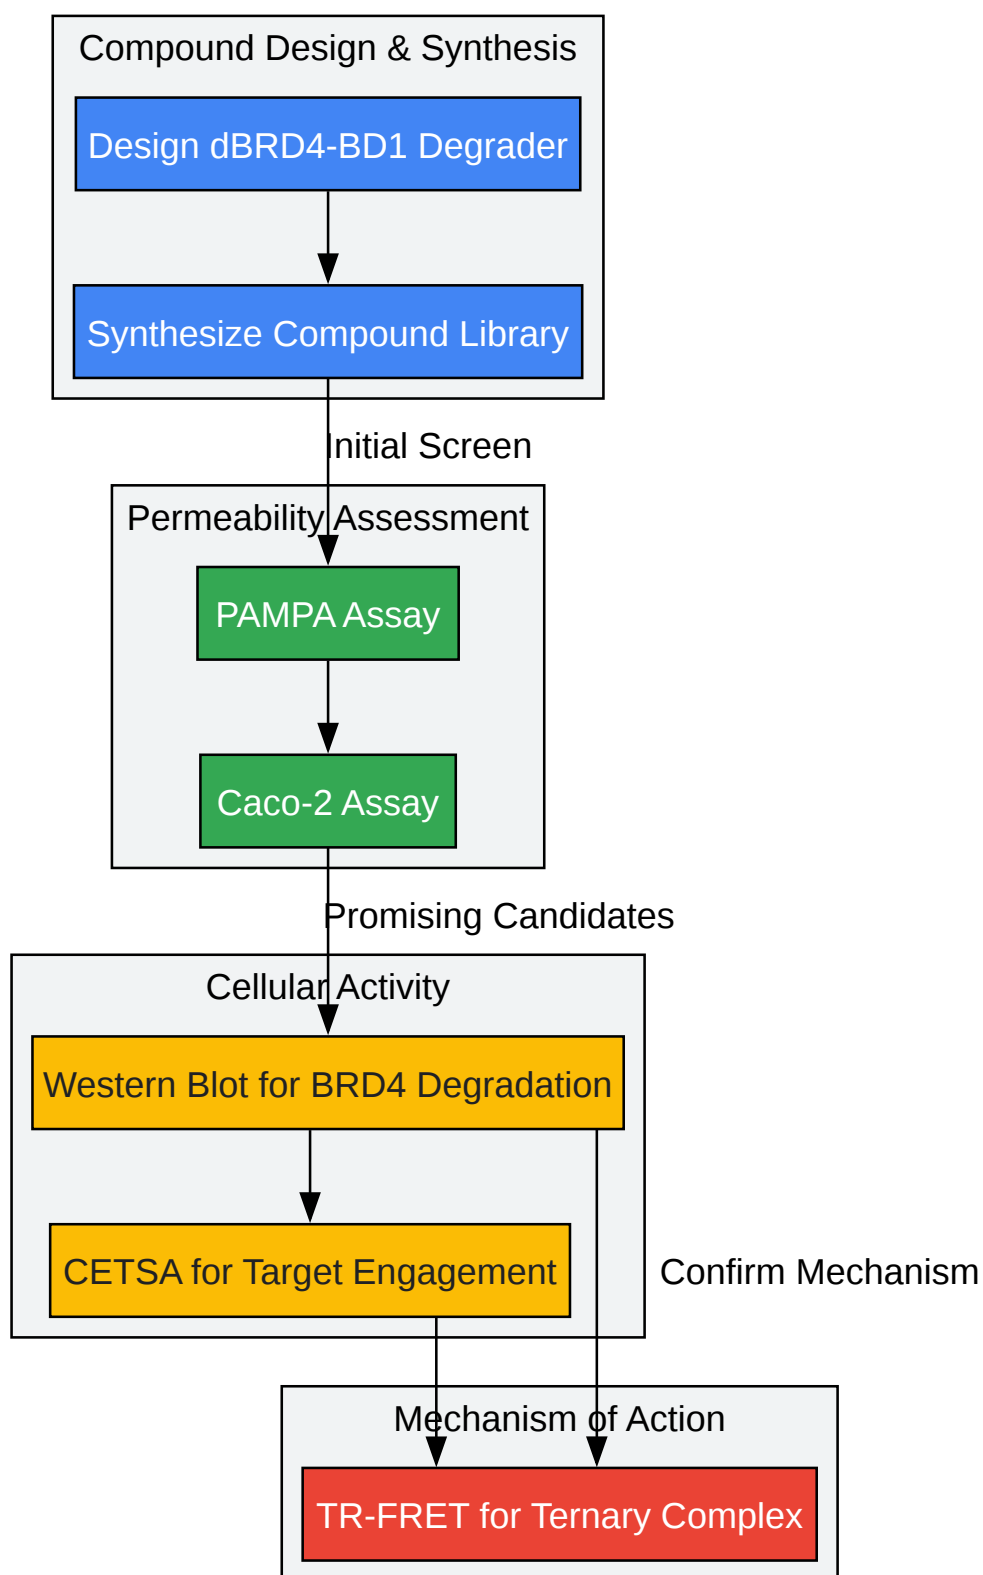 Compound Design & Synthesis
Design dBRD4-BD1 Degrader
Synthesize Compound Library
Initial Screen
Permeability Assessment
PAMPA Assay
Caco-2 Assay
Promising Candidates
Cellular Activity
Western Blot for BRD4 Degradation
CETSA for Target Engagement
Confirm Mechanism
Mechanism of Action
TR-FRET for Ternary Complex